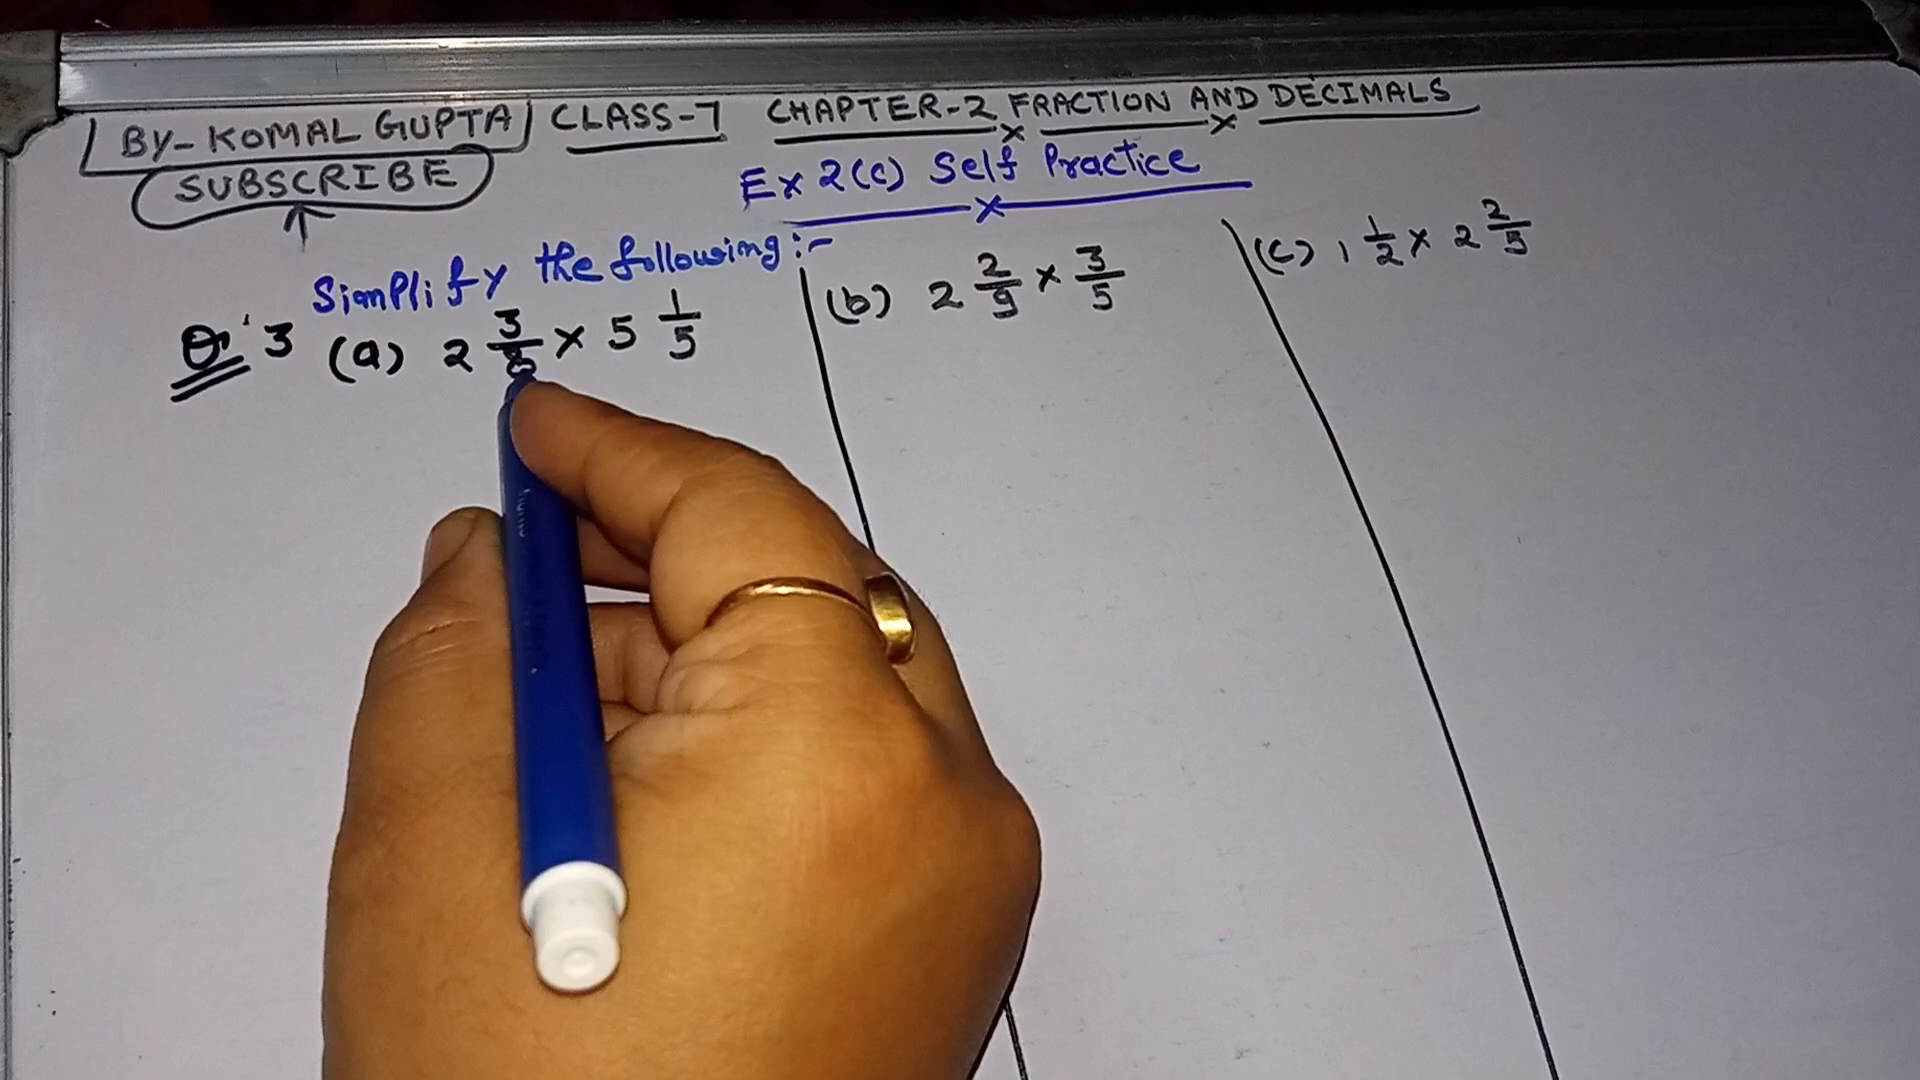 BY-KOMAL GUPTA CLASS-7 CHAPTER-2 FRACTION AND DECIMALS
SUBSCRIBE
Ex 2(c) Self Practice
Simplify the following:-
Q.3 (a) 2 3/8 × 5 1/5
(b) 2 2/9 × 3/5
(c) 1 1/2 × 2 2/5